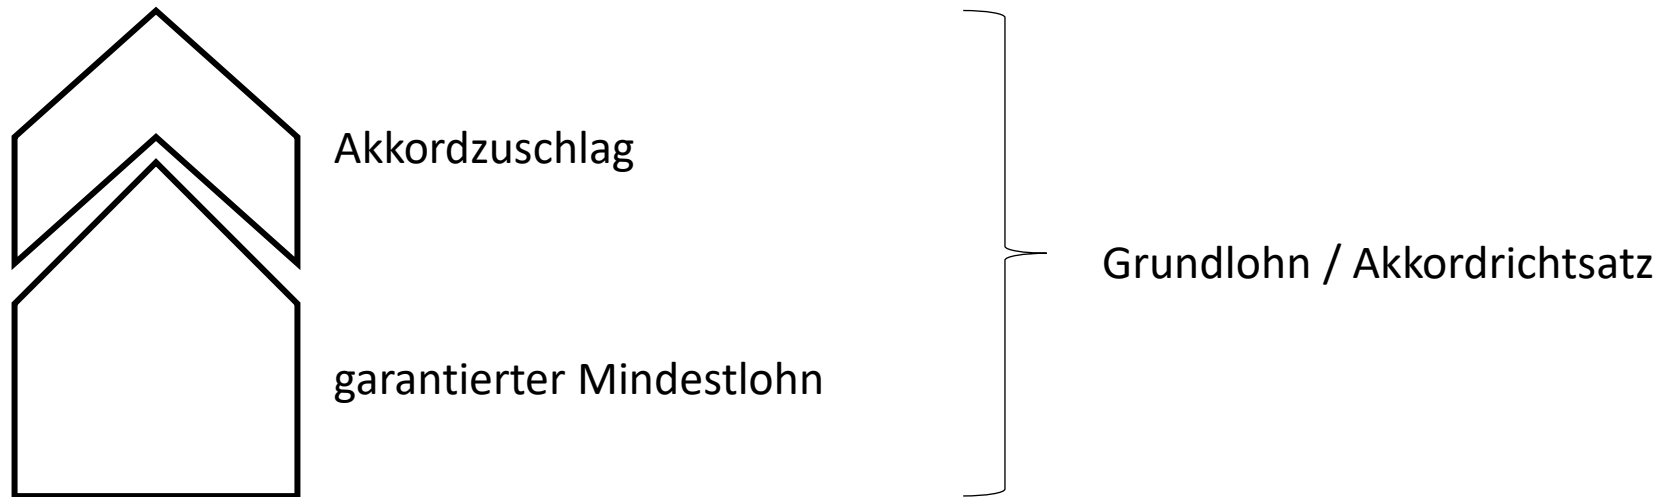 Akkordzuschlag
Grundlohn / Akkordrichtsatz
garantierter Mindestlohn